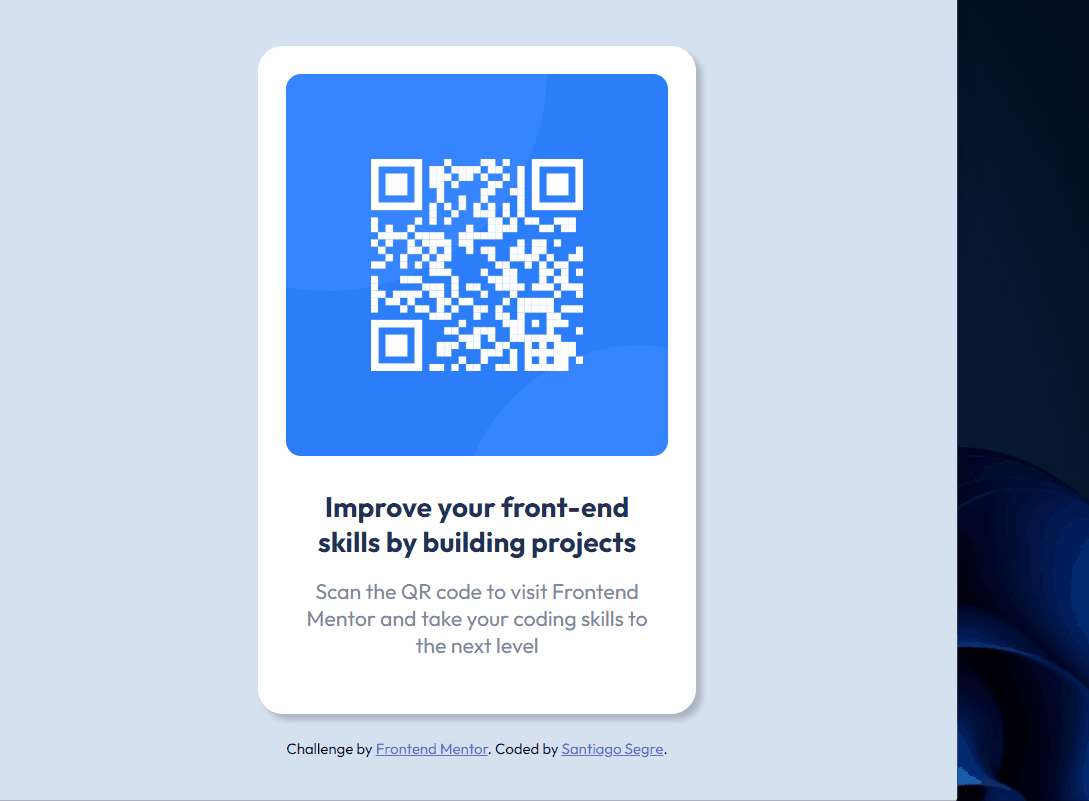 Improve your front-end
skills by building projects
Scan the QR code to visit Frontend
Mentor and take your coding skills to
the next level
Challenge by Frontend Mentor. Coded by Santiago Segre.